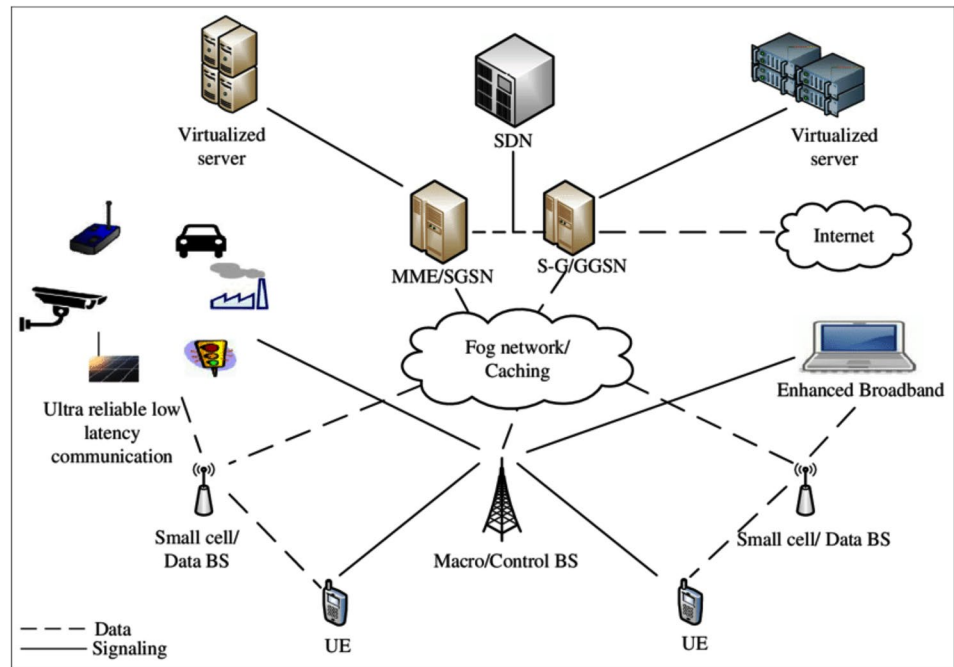 Virtualized
server
SDN
Virtualized
server
MME/SGSN
S-G/GGSN
Internet
Fog network/
Caching
Enhanced Broadband
Ultra reliable low
latency
communication
Small cell/
Data BS
Macro/Control BS
Small cell/ Data BS
UE
UE
Data
Signaling